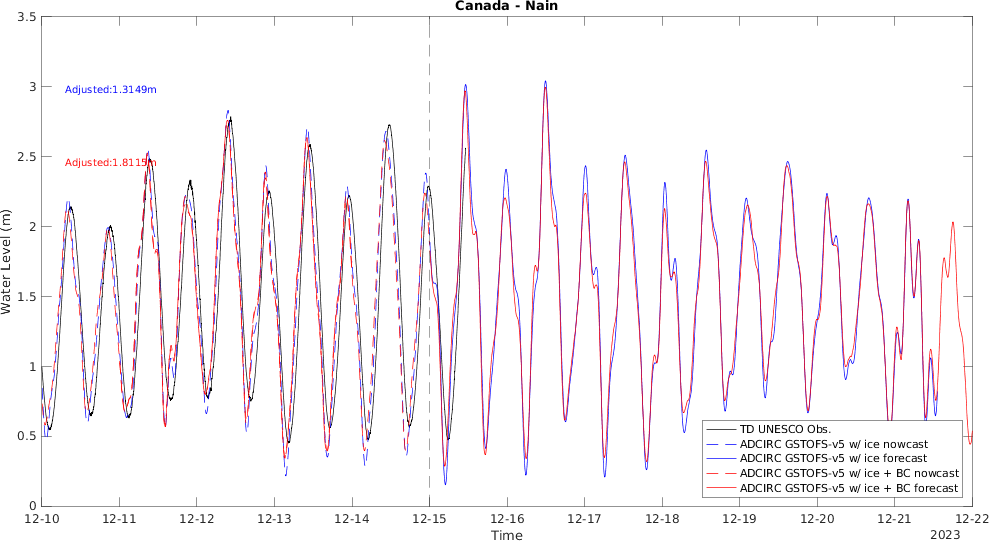 Canada - Nain
3.5
3
2.5
2
1.5
1
0.5
0
Water Level (m)
Adjusted:1.3149m
Adjusted:1.8115m
TD UNESCO Obs.
ADCIRC GSTOFS-v5 w/ ice nowcast
ADCIRC GSTOFS-v5 w/ ice forecast
ADCIRC GSTOFS-v5 w/ ice + BC nowcast
ADCIRC GSTOFS-v5 w/ ice + BC forecast
12-10 12-11 12-12 12-13 12-14 12-15 12-16 12-17 12-18 12-19 12-20 12-21 12-22
Time
2023